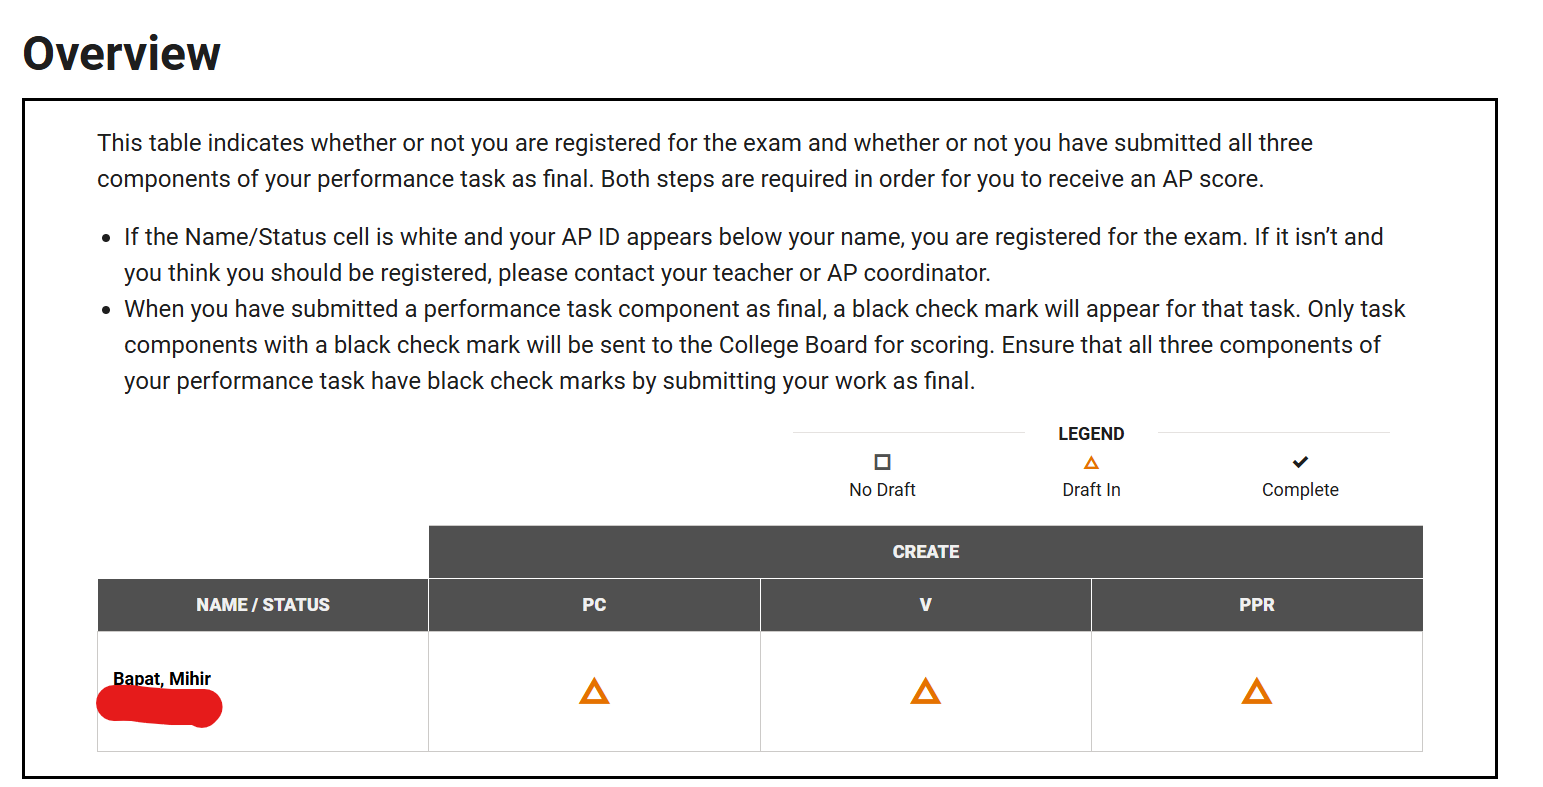 Overview
This table indicates whether or not you are registered for the exam and whether or not you have submitted all three
components of your performance task as final. Both steps are required in order for you to receive an AP score.
• If the Name/Status cell is white and your AP ID appears below your name, you are registered for the exam. If it isn’t and
you think you should be registered, please contact your teacher or AP coordinator.
• When you have submitted a performance task component as final, a black check mark will appear for that task. Only task
components with a black check mark will be sent to the College Board for scoring. Ensure that all three components of
your performance task have black check marks by submitting your work as final.
LEGEND
No Draft Draft In Complete
CREATE
NAME / STATUS PC V PPR
Bapat, Mihir